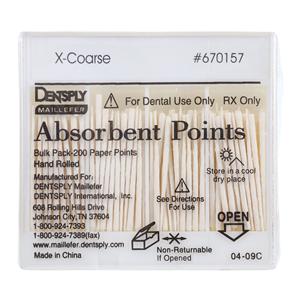 X-Coarse #670157
DENTSPLY
MAILLEFER
For Dental Use Only RX Only
Absorbent Points
Bulk Pack-200 Paper Points
Hand Rolled
Manufactured For:
DENTSPLY Maillefer
DENTSPLY International, Inc.
608 Rolling Hills Drive
Johnson City,TN 37604
1-800-924-7393
1-800-924-7389(fax)
www.maillefer.dentsply.com
Made in China
See Directions
For Use
Store in a cool
dry place
Non-Returnable
If Opened
OPEN
04-09C